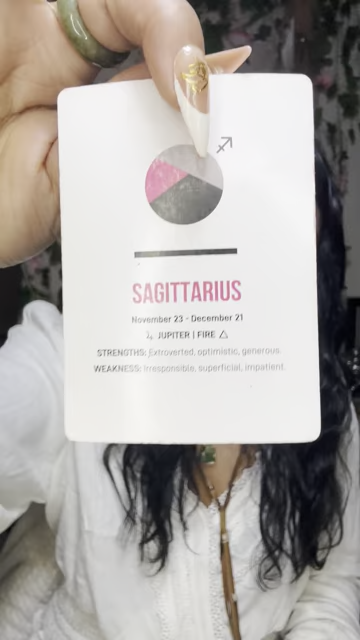 SAGITTARIUS
November 23 - December 21
♃ JUPITER | FIRE 🜂
STRENGTHS: Extroverted, optimistic, generous.
WEAKNESS: Irresponsible, superficial, impatient.